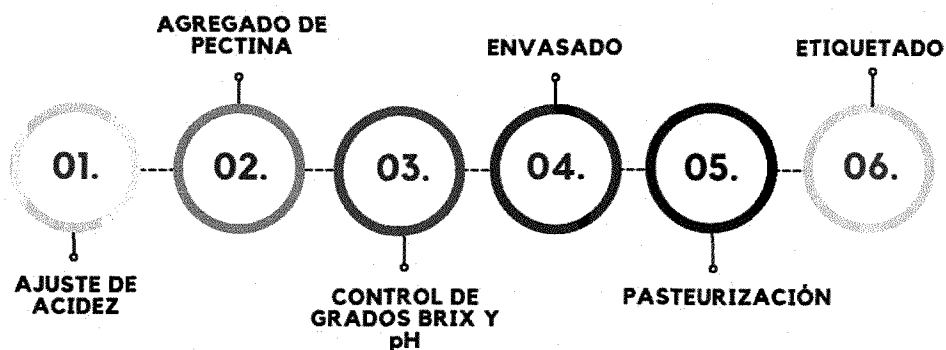 01.
AJUSTE DE
ACIDEZ
AGREGADO DE
PECTINA
02.
03.
CONTROL DE
GRADOS BRIX Y
pH
ENVASADO
04.
05.
PASTEURIZACIÓN
ETIQUETADO
06.